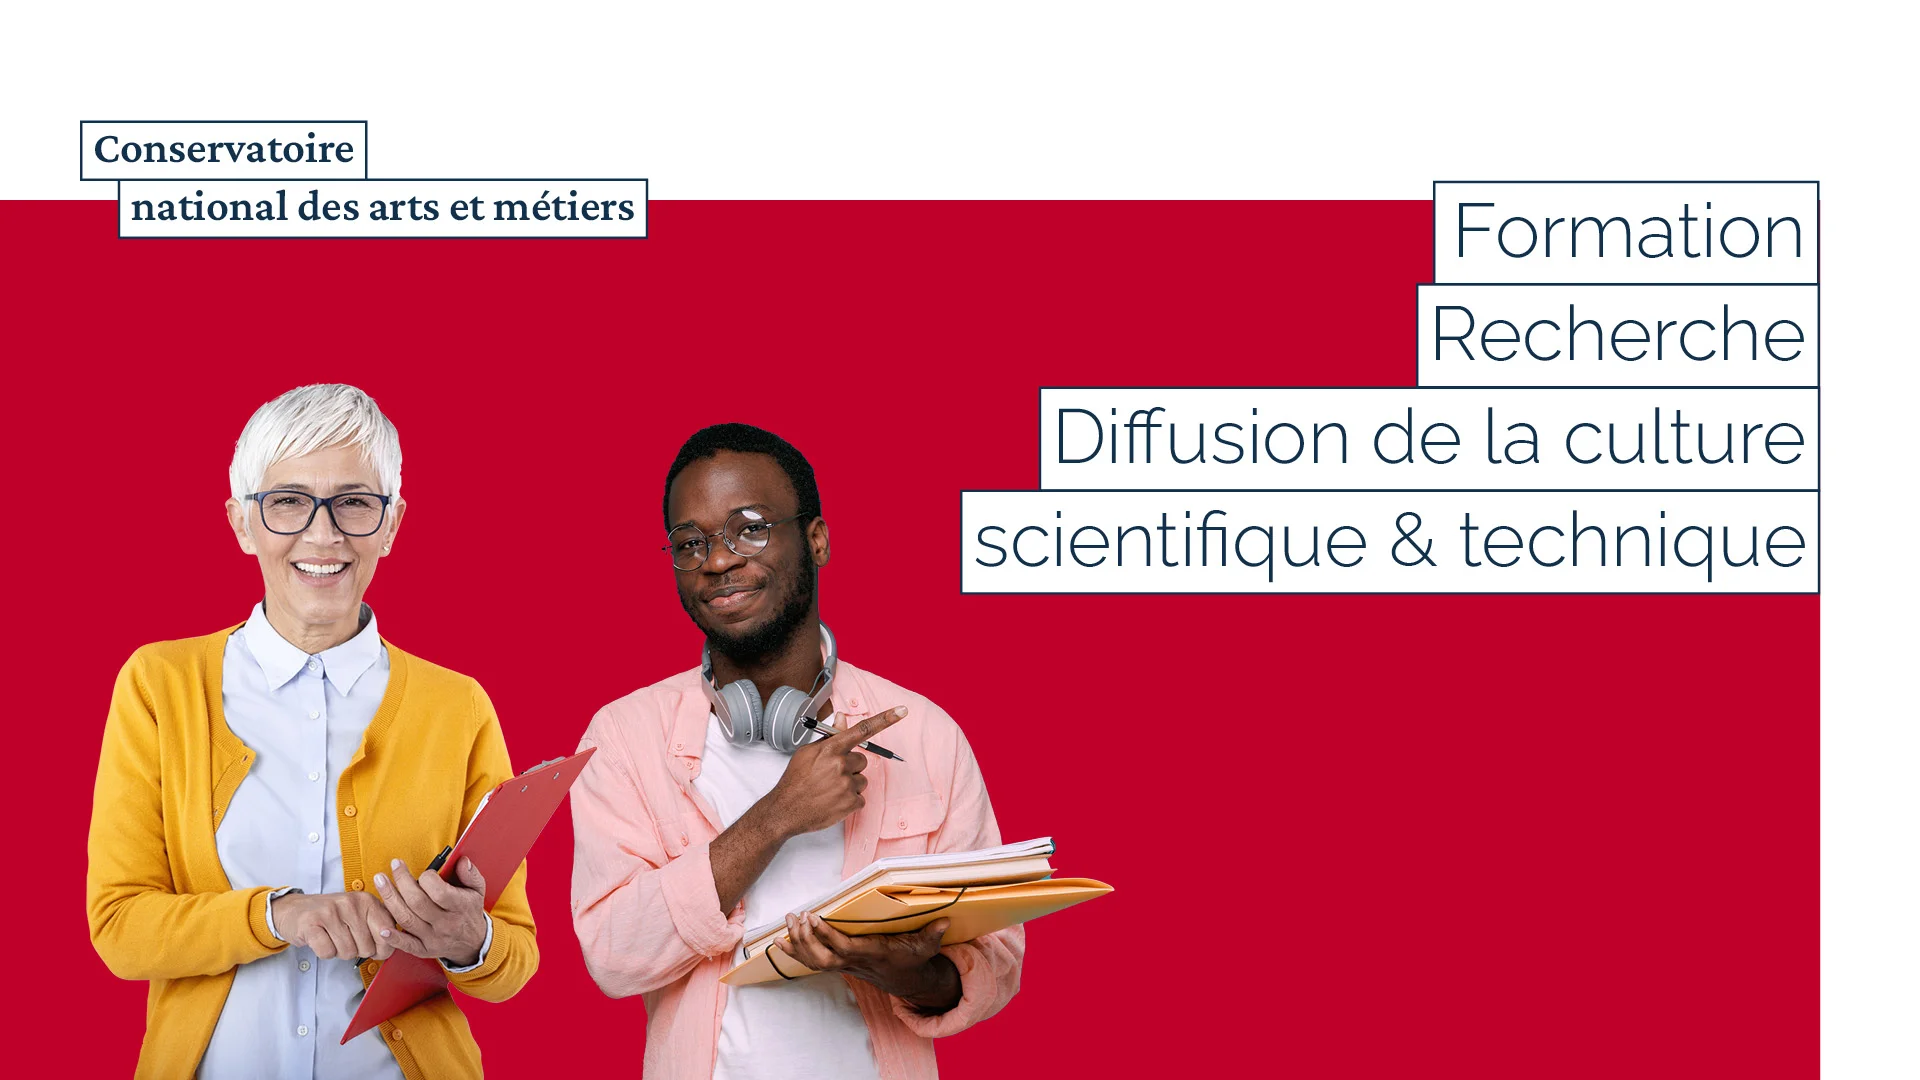 Conservatoire
national des arts et métiers
Formation
Recherche
Diffusion de la culture
scientifique & technique